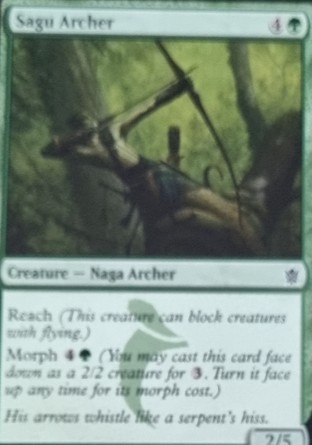 Sagu Archer 4
Creature — Naga Archer
Reach (This creature can block creatures
with flying.)
Morph 4 (You may cast this card face
down as a 2/2 creature for 3. Turn it face
up any time for its morph cost.)
His arrows whistle like a serpent's hiss.
2/5